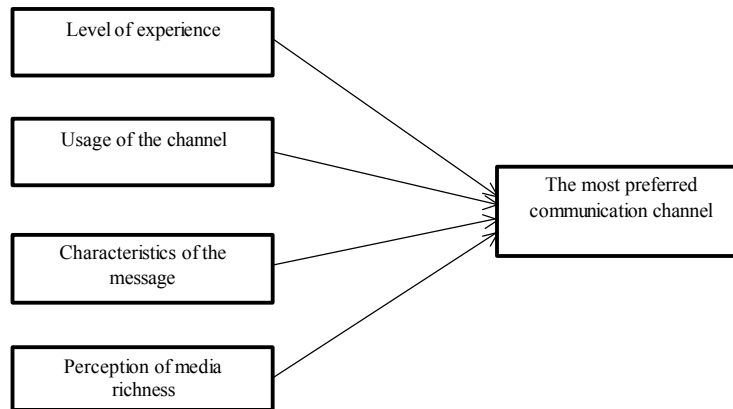 Level of experience
Usage of the channel
The most preferred
communication channel
Characteristics of the
message
Perception of media
richness